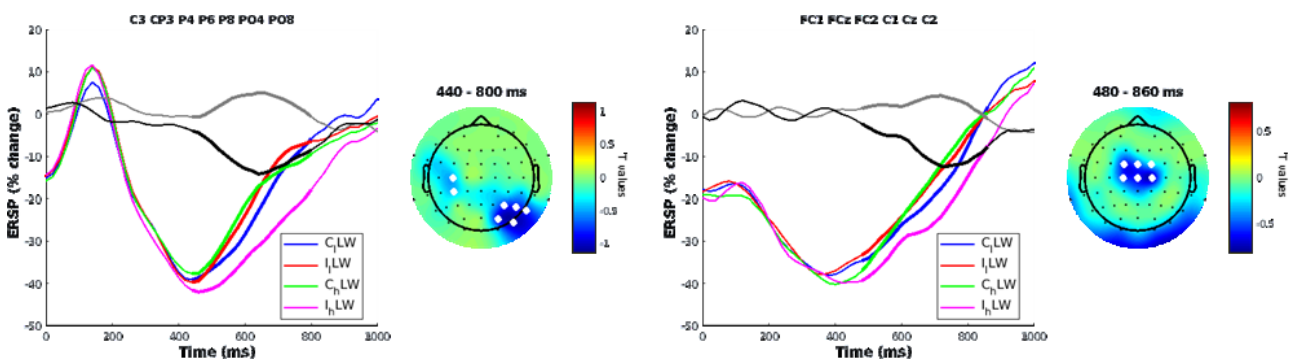 C3 CP3 P4 P6 P8 PO4 PO8
ERSP (% change)
20
10
0
-10
-20
-30
-40
-50
0
200
400
600
800
1000
Time (ms)
C_lLW
I_lLW
C_hLW
I_hLW
440 - 800 ms
1
0.5
0
-0.5
-1
T values
FC1 FCz FC2 C1 Cz C2
ERSP (% change)
20
10
0
-10
-20
-30
-40
-50
0
200
400
600
800
1000
Time (ms)
C_lLW
I_lLW
C_hLW
I_hLW
480 - 860 ms
0.5
0
-0.5
T values